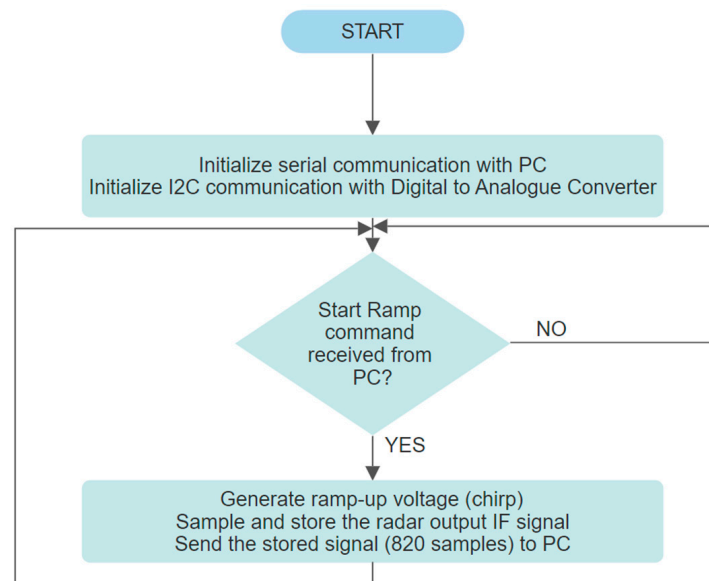 START
Initialize serial communication with PC
Initialize I2C communication with Digital to Analogue Converter
Start Ramp
command
received from
PC?
NO
YES
Generate ramp-up voltage (chirp)
Sample and store the radar output IF signal
Send the stored signal (820 samples) to PC